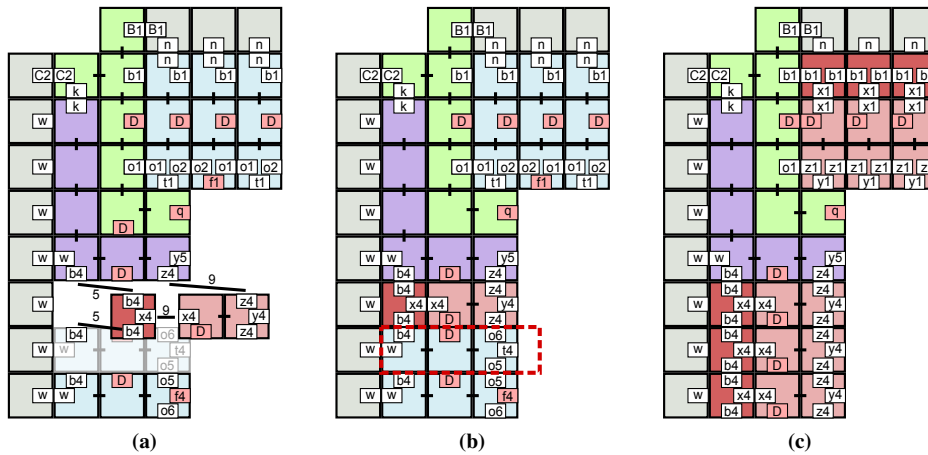 B1 B1
n n n
n n n
C2 C2 b1 b1 b1 b1
k
k
w D D D D
w o1 o1 o2 o2 o1 o1 o2
t1 f1 t1
w q
D
w w y5
b4 D z4
5 9
b4 z4
w x4 9 x4 y4
b4 D z4
5
b4 o6
w w t4
o5
b4 D o5
w w f4
o6
(a)
B1 B1
n n n
n n n
C2 C2 b1 b1 b1 b1
k
k
w D D D D
w o1 o1 o2 o2 o1 o1 o2
t1 f1 t1
w q
w w y5
b4 D z4
b4 z4
w x4 x4 y4
b4 D z4
b4 D o6
w w t4
o5
b4 D o5
w w f4
o6
(b)
B1 B1
n n n
C2 C2 b1 b1 b1 b1 b1 b1
k x1 x1 x1
k x1 x1 x1
w D D D D
w o1 z1 z1 z1 z1 z1
y1 y1 y1
w q
w w y5
b4 D z4
b4 z4
w x4 x4 y4
b4 D z4
b4 z4
w x4 x4 y4
b4 D z4
b4 z4
w x4 x4 y4
b4 D z4
(c)